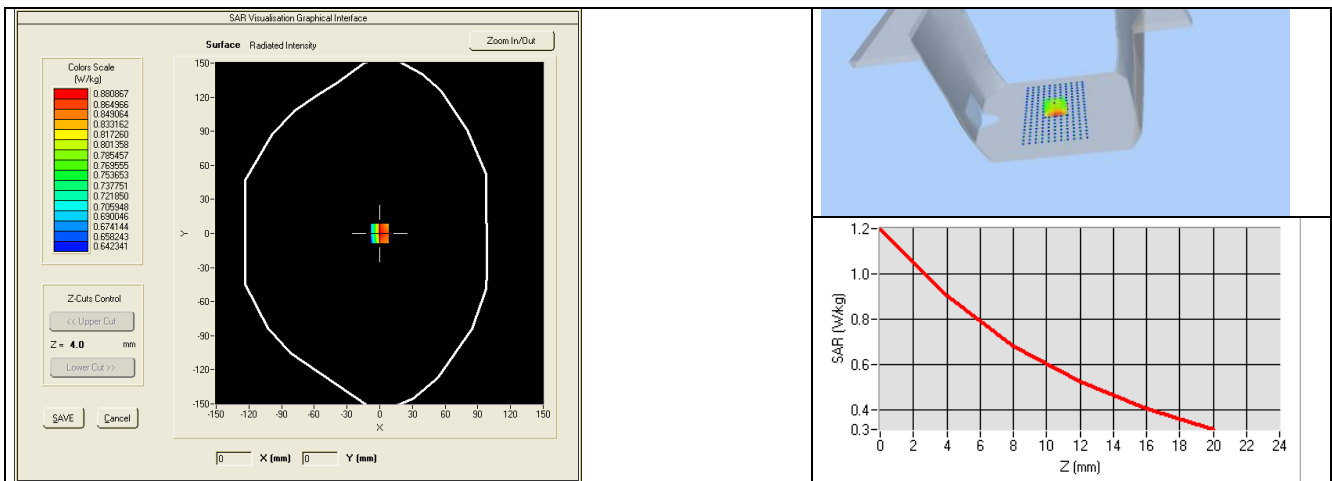 SAR Visualisation Graphical Interface
Surface Radiated Intensity
Zoom In/Out
Colors Scale
(W/kg)
0.880867
0.864966
0.849064
0.833162
0.817260
0.801358
0.785457
0.769555
0.753653
0.737751
0.721850
0.705948
0.690046
0.674144
0.658243
0.642341
Z-Cuts Control
<< Upper Cut
Z = 4.0 mm
Lower Cut >>
SAVE Cancel
150
120
90
60
30
0
-30
-60
-90
-120
-150
Y
-150 -120 -90 -60 -30 0 30 60 90 120 150
X
0 X (mm) 0 Y (mm)
1.2
1.0
0.8
0.6
0.4
0.3
SAR (W/kg)
0 2 4 6 8 10 12 14 16 18 20 22 24
Z (mm)